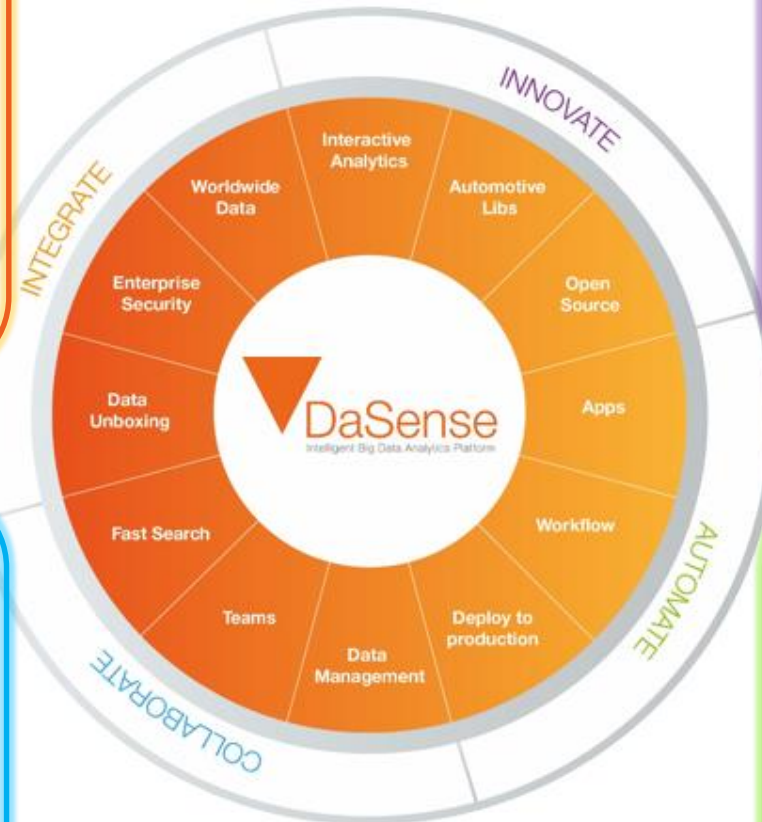 INNOVATE
INTEGRATE
Interactive
Analytics
Worldwide
Data
Automotive
Libs
Enterprise
Security
Open
Source
Data
Unboxing
Apps
DaSense
Intelligent Big Data Analytics Platform
Fast Search
Workflow
Teams
Deploy to
production
Data
Management
AUTOMATE
COLLABORATE